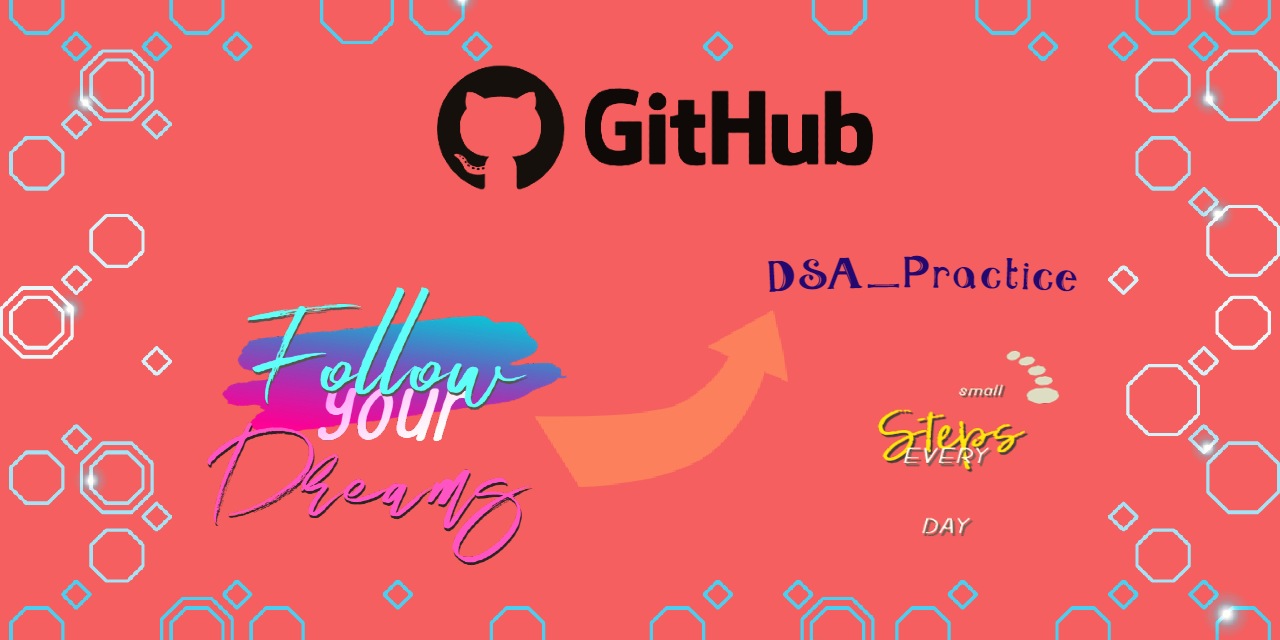 GitHub
DSA_Practice
Follow
your
Dreams
small
Steps
EVERY
DAY